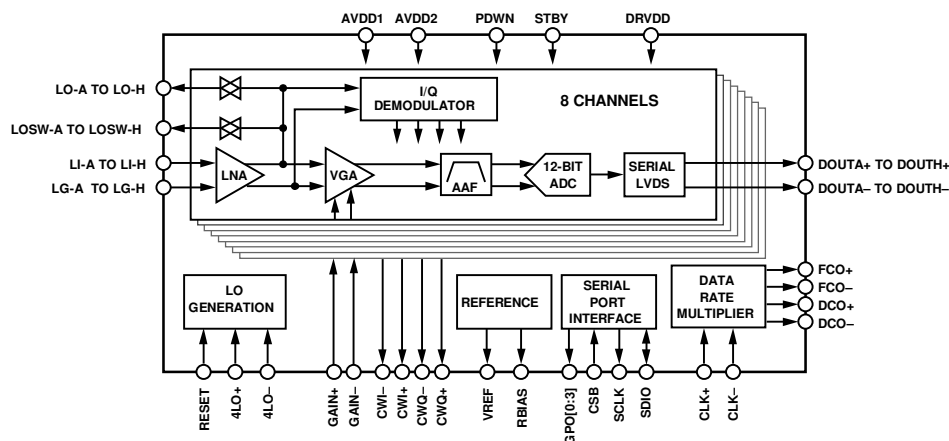 AVDD1 AVDD2 PDWN STBY DRVDD
LO-A TO LO-H
LOSW-A TO LOSW-H
LI-A TO LI-H
LG-A TO LG-H
I/Q
DEMODULATOR
8 CHANNELS
LNA
VGA
AAF
12-BIT
ADC
SERIAL
LVDS
DOUTA+ TO DOUTH+
DOUTA– TO DOUTH–
LO
GENERATION
REFERENCE
SERIAL
PORT
INTERFACE
DATA
RATE
MULTIPLIER
FCO+
FCO–
DCO+
DCO–
RESET
4LO+
4LO–
GAIN+
GAIN–
CWI–
CWI+
CWQ–
CWQ+
VREF
RBIAS
GPO[0:3]
CSB
SCLK
SDIO
CLK+
CLK–